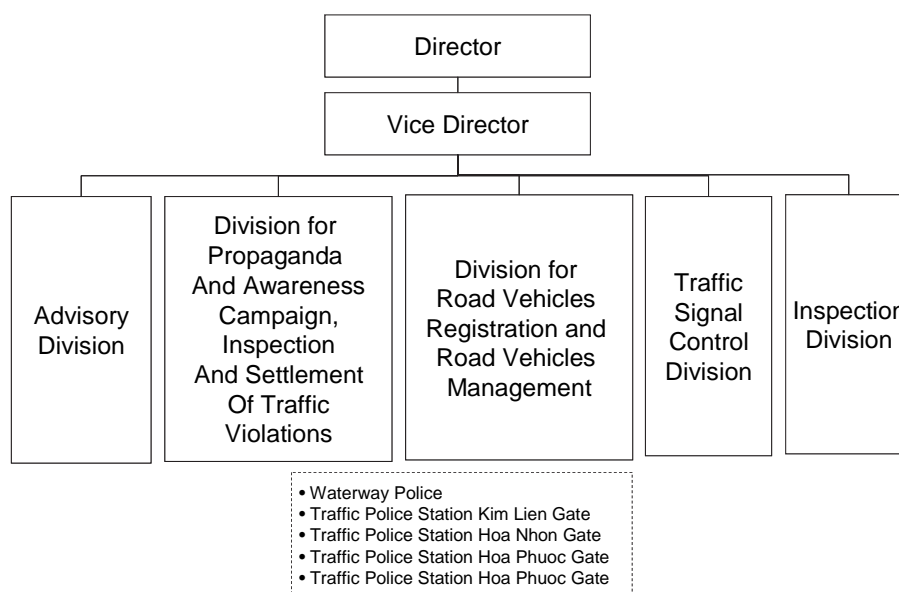 Director
Vice Director
Advisory
Division
Division for
Propaganda
And Awareness
Campaign,
Inspection
And Settlement
Of Traffic
Violations
Division for
Road Vehicles
Registration and
Road Vehicles
Management
Traffic
Signal
Control
Division
Inspection
Division
• Waterway Police
• Traffic Police Station Kim Lien Gate
• Traffic Police Station Hoa Nhon Gate
• Traffic Police Station Hoa Phuoc Gate
• Traffic Police Station Hoa Phuoc Gate